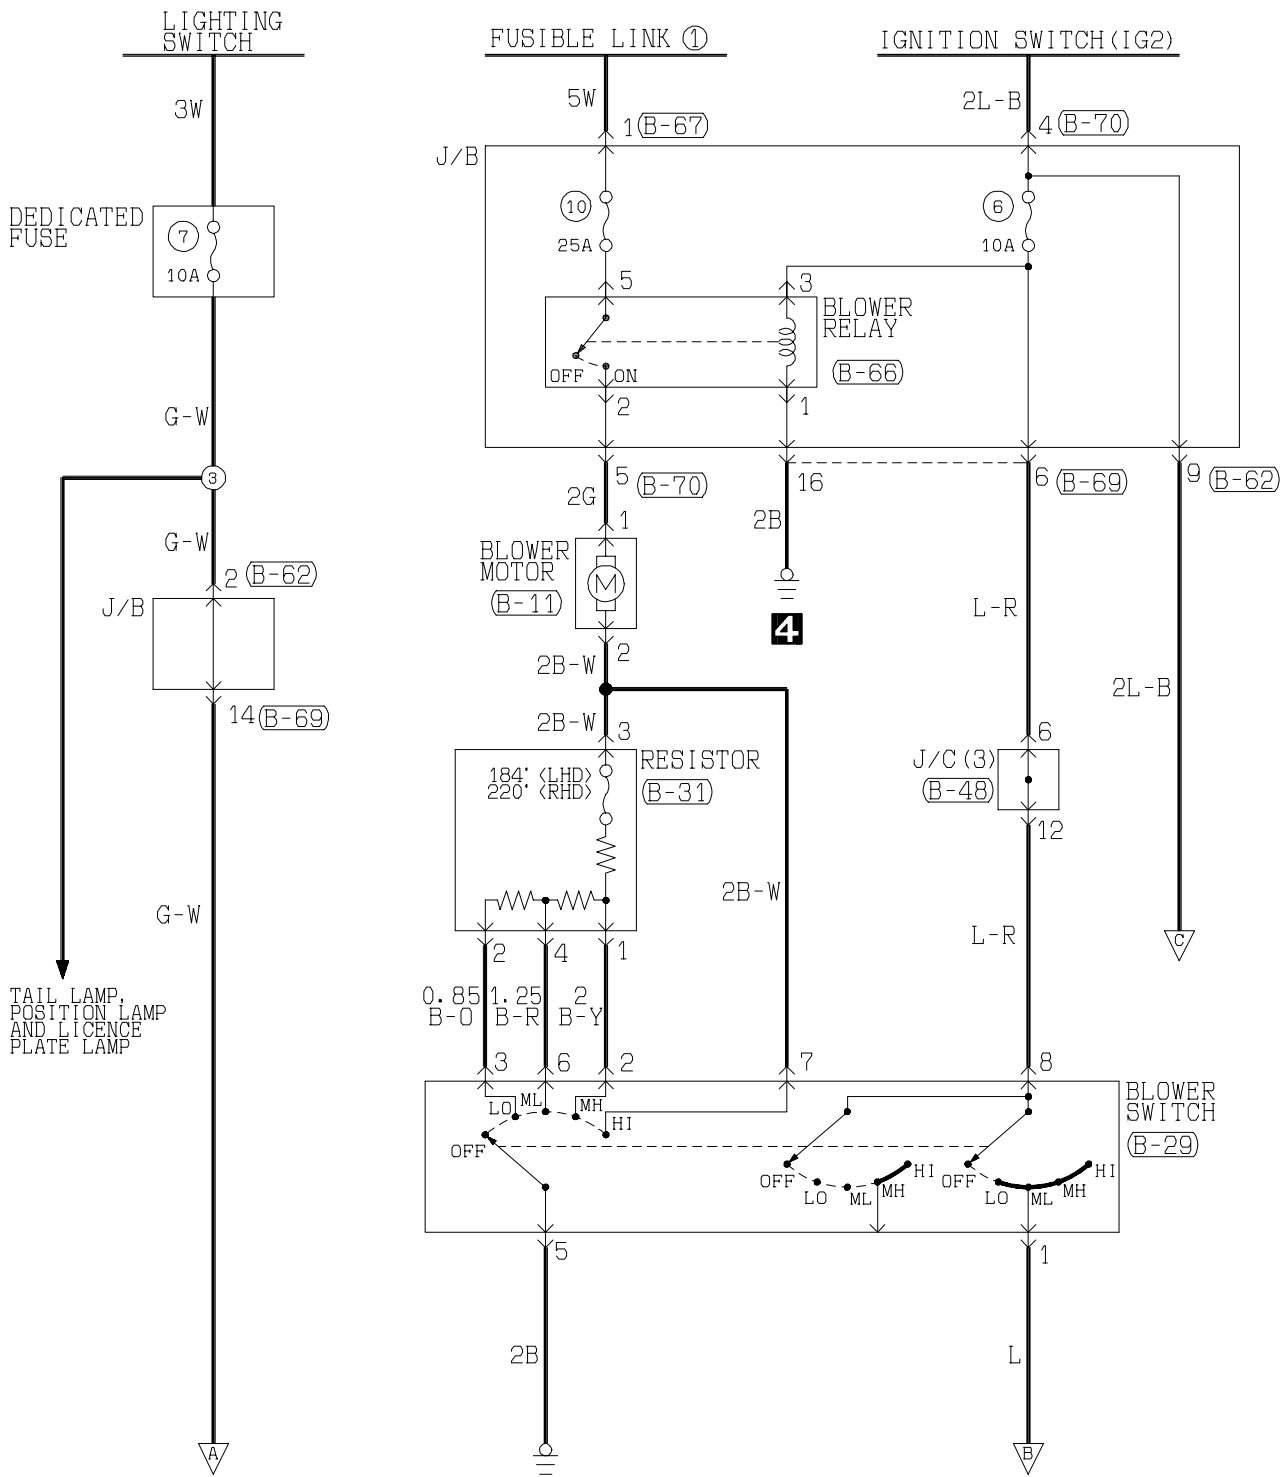 LIGHTING
SWITCH
FUSIBLE LINK ①
IGNITION SWITCH(IG2)
3W
5W
2L-B
1 (B-67)
4 (B-70)
J/B
DEDICATED
FUSE
7
10A
10
25A
6
10A
5
3
BLOWER
RELAY
(B-66)
OFF
ON
2
1
G-W
3
5 (B-70)
16
6 (B-69)
9 (B-62)
2G
2B
G-W
1
BLOWER
MOTOR
(B-11)
M
2 (B-62)
J/B
4
L-R
2
2B-W
2L-B
14 (B-69)
2B-W
3
6
RESISTOR
(B-31)
184° <LHD>
220° <RHD>
J/C(3)
(B-48)
12
2B-W
G-W
L-R
C
2
4
1
TAIL LAMP,
POSITION LAMP
AND LICENCE
PLATE LAMP
0.85
B-O
1.25
B-R
2
B-Y
3
6
2
7
8
BLOWER
SWITCH
(B-29)
LO
ML
MH
HI
OFF
OFF
LO
ML
MH
HI
OFF
LO
ML
MH
HI
5
1
2B
L
A
B